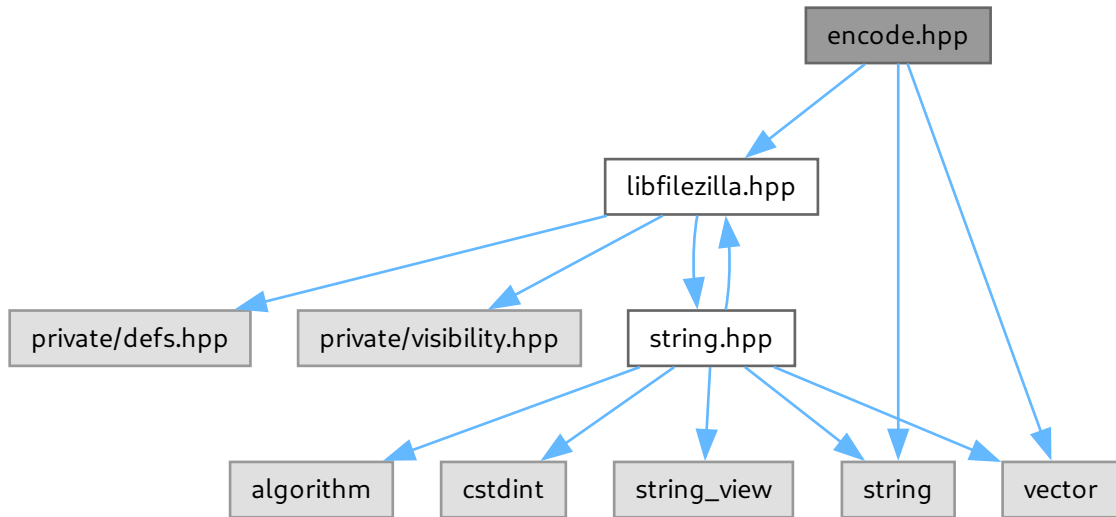 encode.hpp
libfilezilla.hpp
private/defs.hpp
private/visibility.hpp
string.hpp
algorithm
cstdint
string_view
string
vector